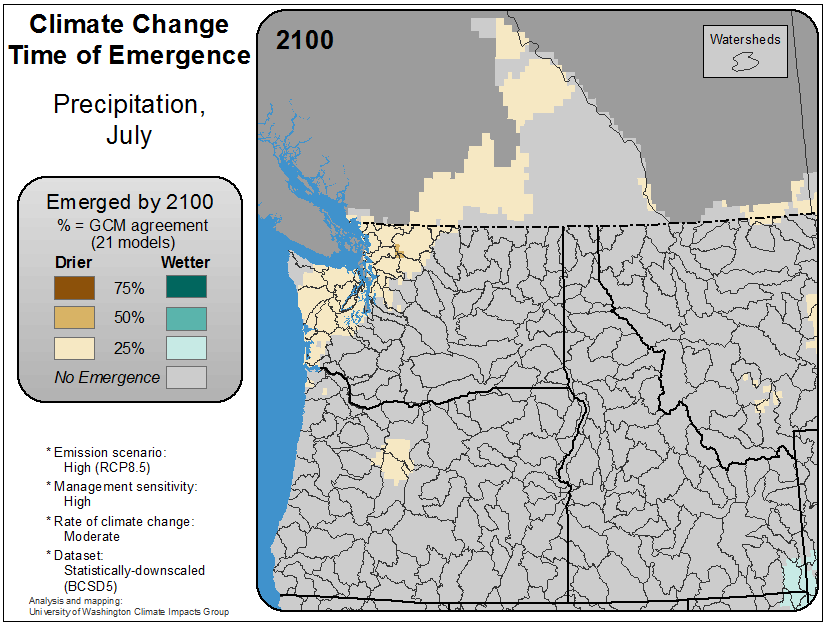 Climate Change
Time of Emergence
Precipitation,
July
Emerged by 2100
% = GCM agreement
(21 models)
Drier Wetter
75%
50%
25%
No Emergence
* Emission scenario:
High (RCP8.5)
* Management sensitivity:
High
* Rate of climate change:
Moderate
* Dataset:
Statistically-downscaled
(BCSD5)
Analysis and mapping:
University of Washington Climate Impacts Group
2100
Watersheds